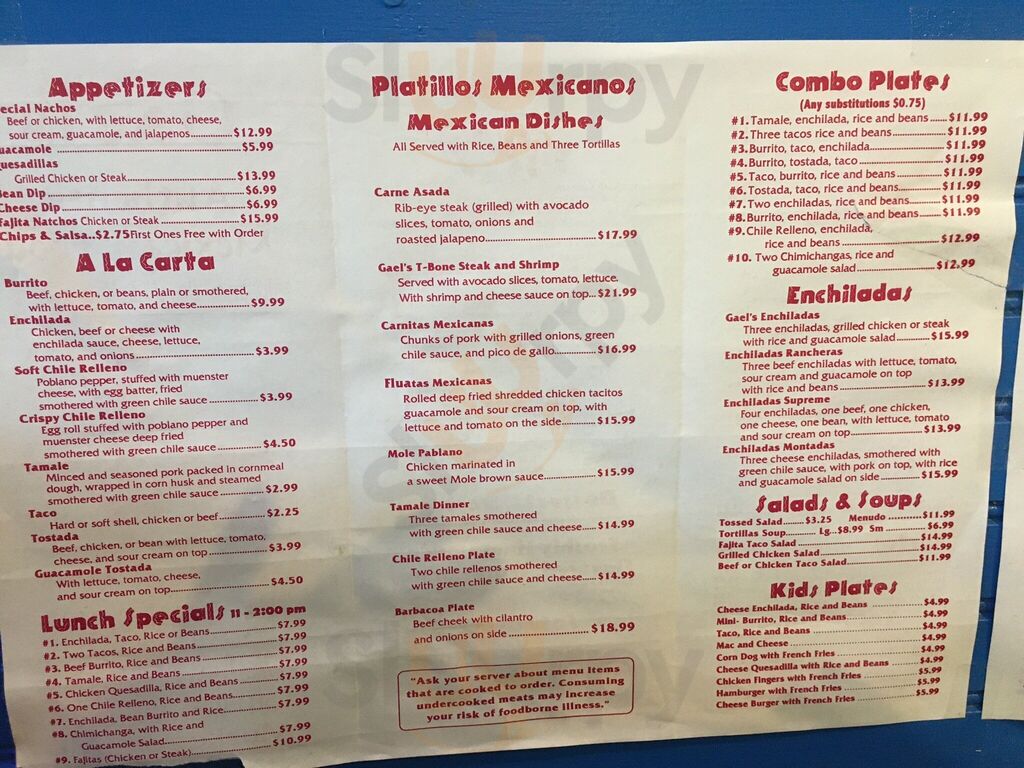 Appetizers
ecial Nachos
Beef or chicken, with lettuce, tomato, cheese,
sour cream, guacamole, and jalapenos................$12.99
uacamole ................$5.99
uesadillas
Grilled Chicken or Steak................$13.99
ean Dip................$6.99
Cheese Dip................$6.99
Fajita Natchos Chicken or Steak................$15.99
Chips & Salsa..$2.75 First Ones Free with Order
A La Carta
Burrito
Beef, chicken, or beans, plain or smothered,
with lettuce, tomato, and cheese................$9.99
Enchilada
Chicken, beef or cheese with
enchilada sauce, cheese, lettuce,
tomato, and onions................$3.99
Soft Chile Relleno
Poblano pepper, stuffed with muenster
cheese, with egg batter, fried
smothered with green chile sauce................$3.99
Crispy Chile Relleno
Egg roll stuffed with poblano pepper and
muenster cheese deep fried
smothered with green chile sauce................$4.50
Tamale
Minced and seasoned pork packed in cornmeal
dough, wrapped in corn husk and steamed
smothered with green chile sauce................$2.99
Taco
Hard or soft shell, chicken or beef................$2.25
Tostada
Beef, chicken, or bean with lettuce, tomato,
cheese, and sour cream on top................$3.99
Guacamole Tostada
With lettuce, tomato, cheese,
and sour cream on top................$4.50
Lunch Specials 11 - 2:00 pm
#1. Enchilada, Taco, Rice or Beans................$7.99
#2. Two Tacos, Rice and Beans................$7.99
#3. Beef Burrito, Rice and Beans................$7.99
#4. Tamale, Rice and Beans................$7.99
#5. Chicken Quesadilla, Rice and Beans................$7.99
#6. One Chile Relleno, Rice and Beans................$7.99
#7. Enchilada, Bean Burrito and Rice................$7.99
#8. Chimichanga, with Rice and
Guacamole Salad................$7.99
#9. Fajitas (Chicken or Steak)................$10.99
Platillos Mexicanos
Mexican Dishes
All Served with Rice, Beans and Three Tortillas
Carne Asada
Rib-eye steak (grilled) with avocado
slices, tomato, onions and
roasted jalapeno................$17.99
Gael's T-Bone Steak and Shrimp
Served with avocado slices, tomato, lettuce.
With shrimp and cheese sauce on top...$21.99
Carnitas Mexicanas
Chunks of pork with grilled onions, green
chile sauce, and pico de gallo................$16.99
Fluatas Mexicanas
Rolled deep fried shredded chicken tacitos
guacamole and sour cream on top, with
lettuce and tomato on the side................$15.99
Mole Pablano
Chicken marinated in
a sweet Mole brown sauce................$15.99
Tamale Dinner
Three tamales smothered
with green chile sauce and cheese.....$14.99
Chile Relleno Plate
Two chile rellenos smothered
with green chile sauce and cheese.....$14.99
Barbacoa Plate
Beef cheek with cilantro
and onions on side................$18.99
"Ask your server about menu Items
that are cooked to order. Consuming
undercooked meats may increase
your risk of foodborne illness."
Combo Plates
(Any substitutions $0.75)
#1. Tamale, enchilada, rice and beans......$11.99
#2. Three tacos rice and beans................$11.99
#3. Burrito, taco, enchilada................$11.99
#4. Burrito, tostada, taco................$11.99
#5. Taco, burrito, rice and beans................$11.99
#6. Tostada, taco, rice and beans................$11.99
#7. Two enchiladas, rice and beans................$11.99
#8. Burrito, enchilada, rice and beans......$11.99
#9. Chile Relleno, enchilada,
rice and beans................$12.99
#10. Two Chimichangas, rice and
guacamole salad................$12.99
Enchiladas
Gael's Enchiladas
Three enchiladas, grilled chicken or steak
with rice and guacamole salad................$15.99
Enchiladas Rancheras
Three beef enchiladas with lettuce, tomato,
sour cream and guacamole on top
with rice and beans................$13.99
Enchiladas Supreme
Four enchiladas, one beef, one chicken,
one cheese, one bean, with lettuce, tomato
and sour cream on top................$13.99
Enchiladas Montadas
Three cheese enchiladas, smothered with
green chile sauce, with pork on top, with rice
and guacamole salad on side................$15.99
Salads & Soups
Tossed Salad........$3.25 Menudo ...........$11.99
Tortillas Soup........ Lg...$8.99 Sm ................$6.99
Fajita Taco Salad................$14.99
Grilled Chicken Salad................$14.99
Beef or Chicken Taco Salad................$11.99
Kids Plates
Cheese Enchilada, Rice and Beans ................$4.99
Mini- Burrito, Rice and Beans................$4.99
Taco, Rice and Beans ................$4.99
Mac and Cheese ................$4.99
Corn Dog with French Fries ................$4.99
Cheese Quesadilla with Rice and Beans ................$4.99
Chicken Fingers with French Fries ................$5.99
Hamburger with French Fries ................$5.99
Cheese Burger with French Fries ................$5.99
Sluurpy
Sluurpy
Sluurpy